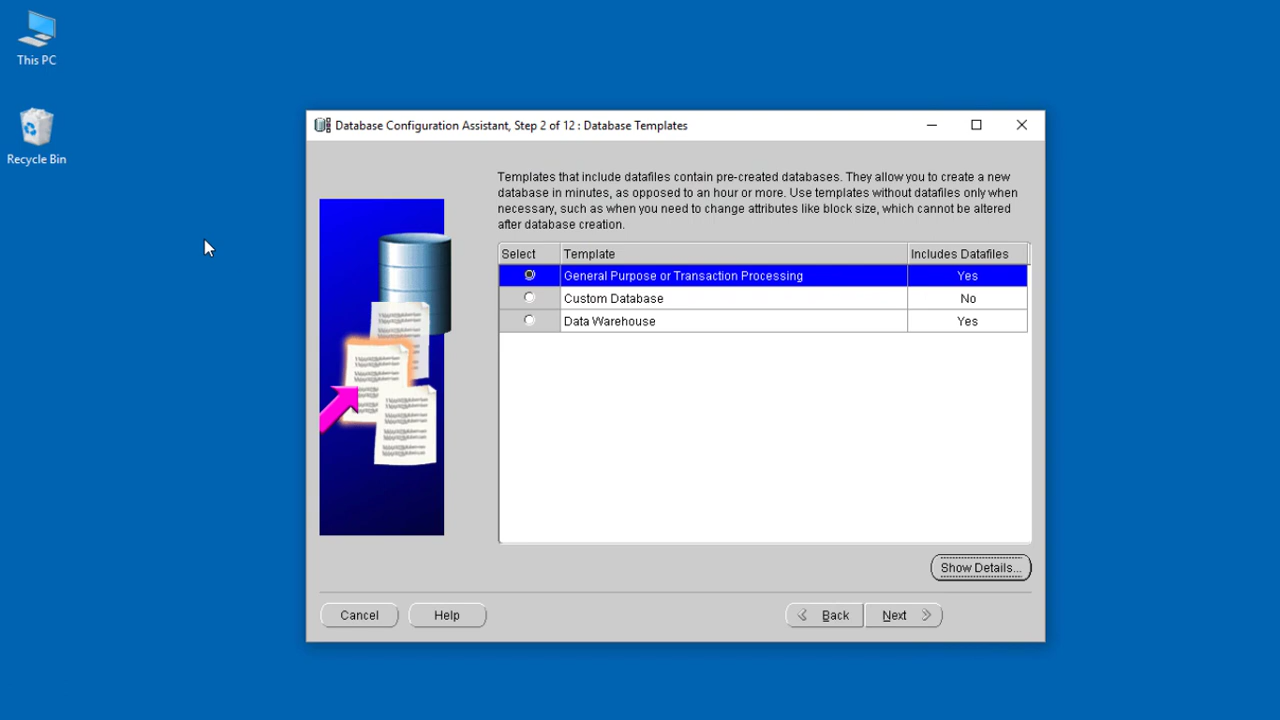 This PC
Recycle Bin
Database Configuration Assistant, Step 2 of 12 : Database Templates
Templates that include datafiles contain pre-created databases. They allow you to create a new
database in minutes, as opposed to an hour or more. Use templates without datafiles only when
necessary, such as when you need to change attributes like block size, which cannot be altered
after database creation.
Select Template Includes Datafiles
General Purpose or Transaction Processing Yes
Custom Database No
Data Warehouse Yes
Show Details...
Cancel Help Back Next